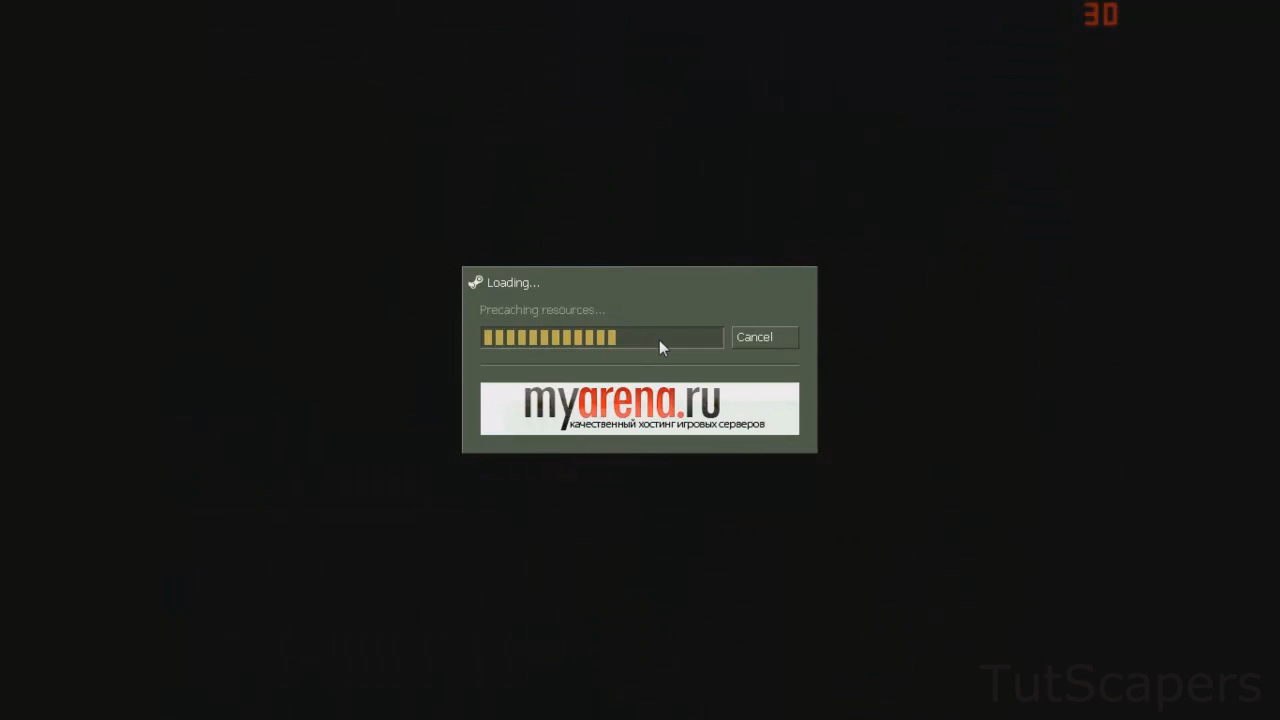 30
Loading...
Precaching resources...
Cancel
myarena.ru
качественный хостинг игровых серверов
TutScapers